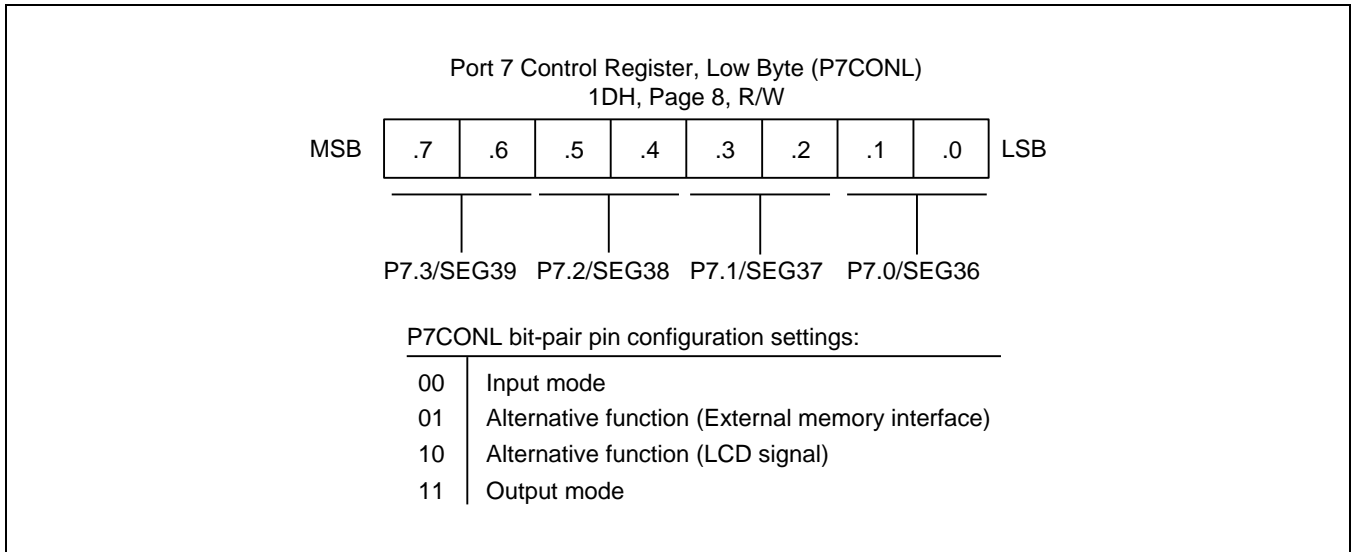 Port 7 Control Register, Low Byte (P7CONL)
1DH, Page 8, R/W
MSB .7 .6 .5 .4 .3 .2 .1 .0 LSB
P7.3/SEG39 P7.2/SEG38 P7.1/SEG37 P7.0/SEG36
P7CONL bit-pair pin configuration settings:
00 Input mode
01 Alternative function (External memory interface)
10 Alternative function (LCD signal)
11 Output mode